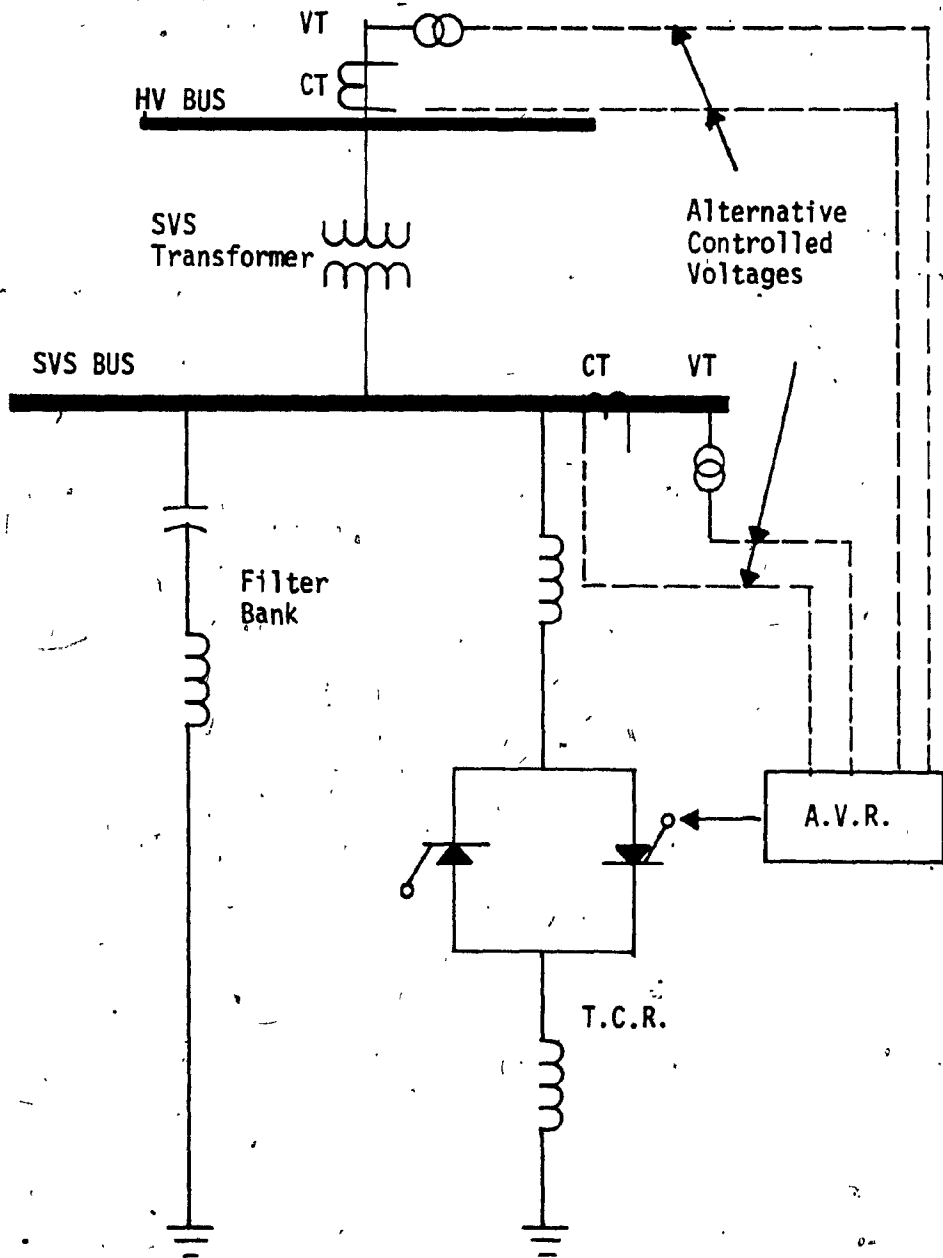 VT
CT
HV BUS
SVS
Transformer
Alternative
Controlled
Voltages
SVS BUS
CT
VT
Filter
Bank
A.V.R.
T.C.R.